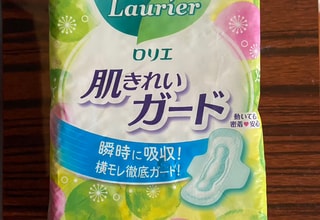 Laurier
ロリエ
肌きれい
ガード
動いても
密着♥安心
瞬時に吸収!
横モレ徹底ガード!